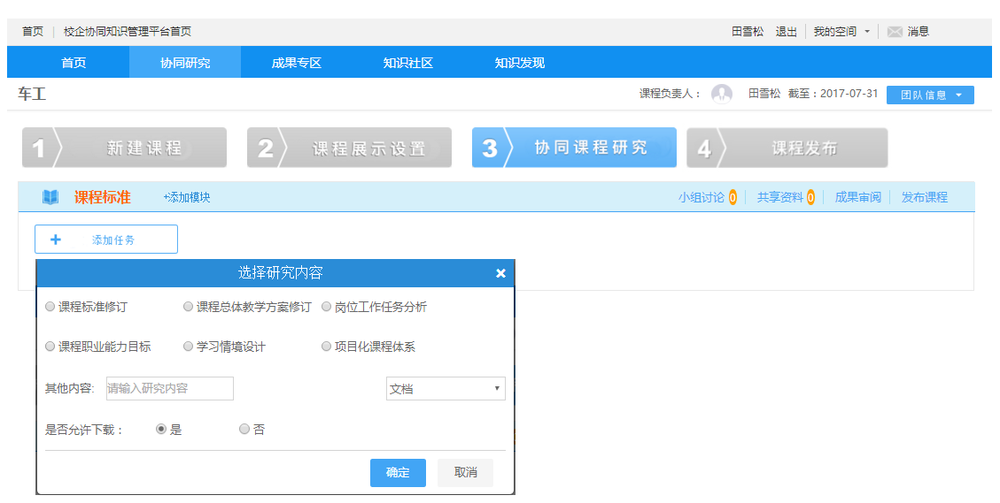 首页 | 校企协同知识管理平台首页 田雪松 退出 我的空间 消息
首页 协同研究 成果专区 知识社区 知识发现
车工 课程负责人： 田雪松 截至：2017-07-31 团队信息
1 新建课程 2 课程展示设置 3 协同课程研究 4 课程发布
课程标准 +添加模块 小组讨论 0 共享资料 0 成果审阅 发布课程
+ 添加任务
选择研究内容 ×
课程标准修订 课程总体教学方案修订 岗位工作任务分析
课程职业能力目标 学习情境设计 项目化课程体系
其他内容: 请输入研究内容 文档
是否允许下载： 是 否
确定 取消